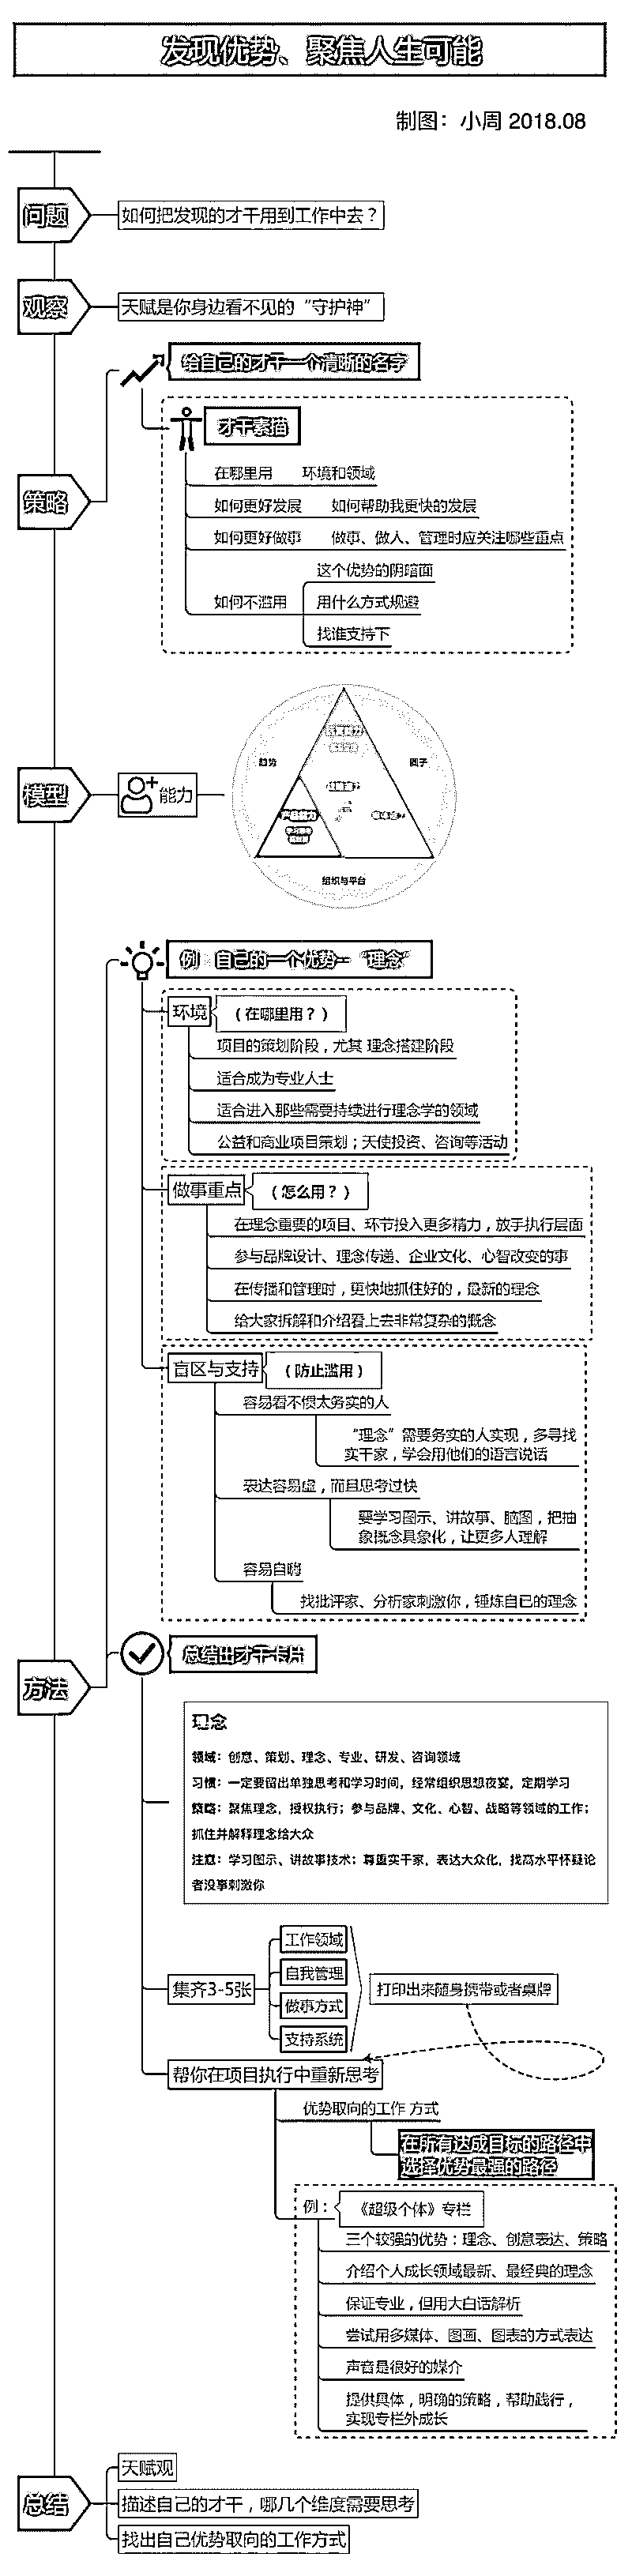 发现优势、聚焦人生可能
制图：小周 2018.08
问题
如何把发现的才干用到工作中去？
观察
天赋是你身边看不见的“守护神”
策略
给自己的才干一个清晰的名字
才干素描
在哪里用 环境和领域
如何更好发展 如何帮助我更快的发展
如何更好做事 做事、做人、管理时应关注哪些重点
如何不滥用
这个优势的阴暗面
用什么方式规避
找谁支持下
模型
能力
趋势
圈子
组织与平台
方法
例：自己的一个优势—“理念”
环境
（在哪里用？）
项目的策划阶段，尤其 理念搭建阶段
适合成为专业人士
适合进入那些需要持续进行理念学的领域
公益和商业项目策划；天使投资、咨询等活动
做事重点
（怎么用？）
在理念重要的项目、环节投入更多精力，放手执行层面
参与品牌设计、理念传递、企业文化、心智改变的事
在传播和管理时，更快地抓住好的，最新的理念
给大家拆解和介绍看上去非常复杂的概念
盲区与支持
（防止滥用）
容易看不惯太务实的人
“理念”需要务实的人实现，多寻找
实干家，学会用他们的语言说话
表达容易虚，而且思考过快
要学习图示、讲故事、脑图，把抽
象概念具象化，让更多人理解
容易自嗨
找批评家、分析家刺激你，锤炼自己的理念
总结出才干卡片
理念
领域：创意、策划、理念、专业、研发、咨询领域
习惯：一定要留出单独思考和学习时间，经常组织思想夜宴，定期学习
策略：聚焦理念，授权执行；参与品牌、文化、心智、战略等领域的工作；
抓住并解释理念给大众
注意：学习图示、讲故事技术；尊重实干家，表达大众化，找高水平怀疑论
者没事刺激你
集齐3-5张
工作领域
自我管理
做事方式
支持系统
打印出来随身携带或者桌牌
帮你在项目执行中重新思考
优势取向的工作 方式
在所有达成目标的路径中
选择优势最强的路径
例：
《超级个体》专栏
三个较强的优势：理念、创意表达、策略
介绍个人成长领域最新、最经典的理念
保证专业，但用大白话解析
尝试用多媒体、图画、图表的方式表达
声音是很好的媒介
提供具体，明确的策略，帮助践行，
实现专栏外成长
总结
天赋观
描述自己的才干，哪几个维度需要思考
找出自己优势取向的工作方式